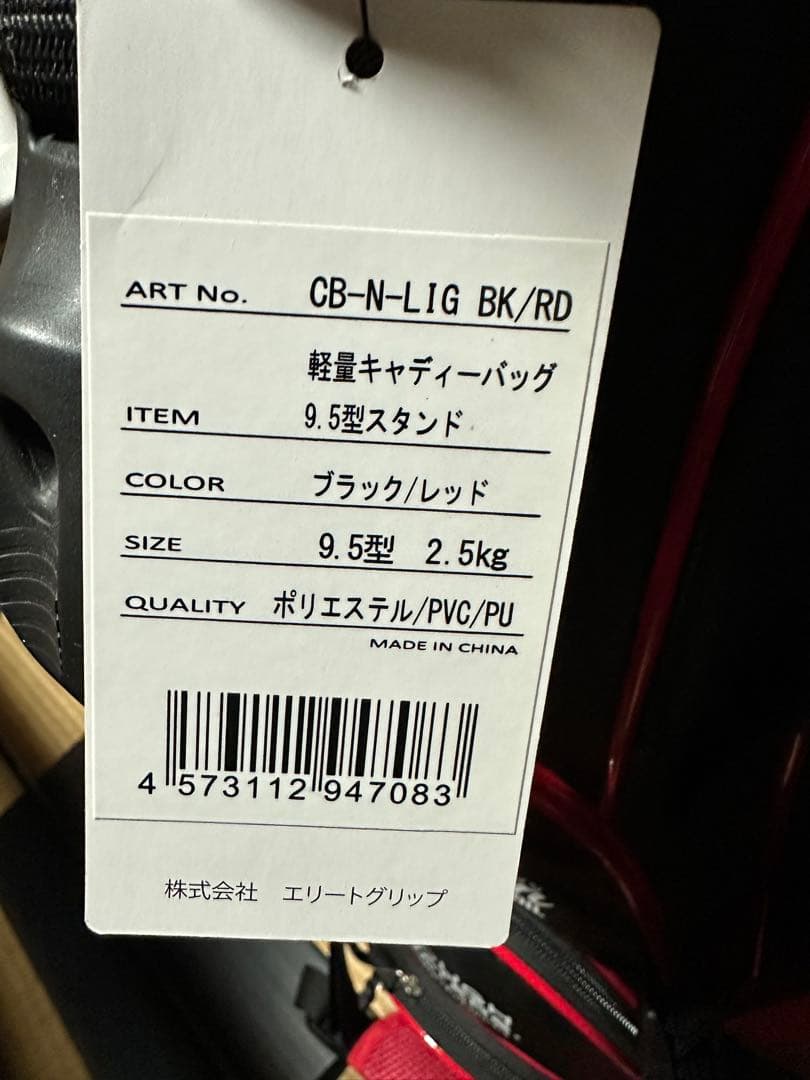 ART No. CB-N-LIG BK/RD
軽量キャディーバッグ
ITEM 9.5型スタンド
COLOR ブラック/レッド
SIZE 9.5型 2.5kg
QUALITY ポリエステル/PVC/PU
MADE IN CHINA
4 573112 947083
株式会社 エリートグリップ